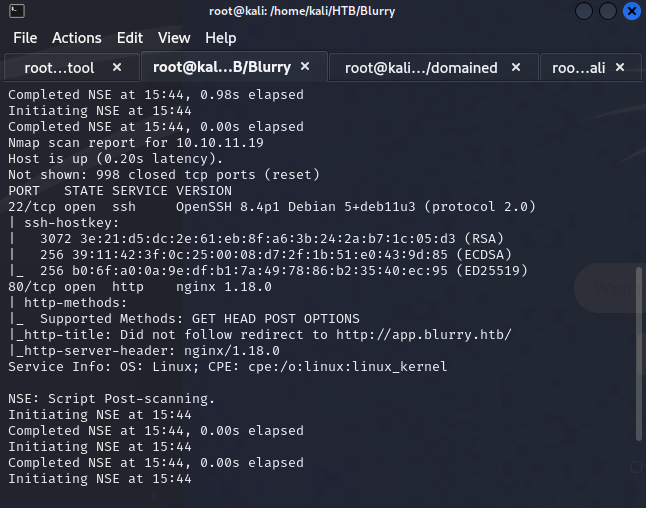 root@kali: /home/kali/HTB/Blurry
File Actions Edit View Help
root…tool × root@kal...B/Blurry × root@kali…/domained × roo…ali ×
Completed NSE at 15:44, 0.98s elapsed
Initiating NSE at 15:44
Completed NSE at 15:44, 0.00s elapsed
Nmap scan report for 10.10.11.19
Host is up (0.20s latency).
Not shown: 998 closed tcp ports (reset)
PORT   STATE SERVICE VERSION
22/tcp open  ssh     OpenSSH 8.4p1 Debian 5+deb11u3 (protocol 2.0)
| ssh-hostkey:
|   3072 3e:21:d5:dc:2e:61:eb:8f:a6:3b:24:2a:b7:1c:05:d3 (RSA)
|   256 39:11:42:3f:0c:25:00:08:d7:2f:1b:51:e0:43:9d:85 (ECDSA)
|_  256 b0:6f:a0:0a:9e:df:b1:7a:49:78:86:b2:35:40:ec:95 (ED25519)
80/tcp open  http    nginx 1.18.0
| http-methods:
|_  Supported Methods: GET HEAD POST OPTIONS
|_http-title: Did not follow redirect to http://app.blurry.htb/
|_http-server-header: nginx/1.18.0
Service Info: OS: Linux; CPE: cpe:/o:linux:linux_kernel
NSE: Script Post-scanning.
Initiating NSE at 15:44
Completed NSE at 15:44, 0.00s elapsed
Initiating NSE at 15:44
Completed NSE at 15:44, 0.00s elapsed
Initiating NSE at 15:44